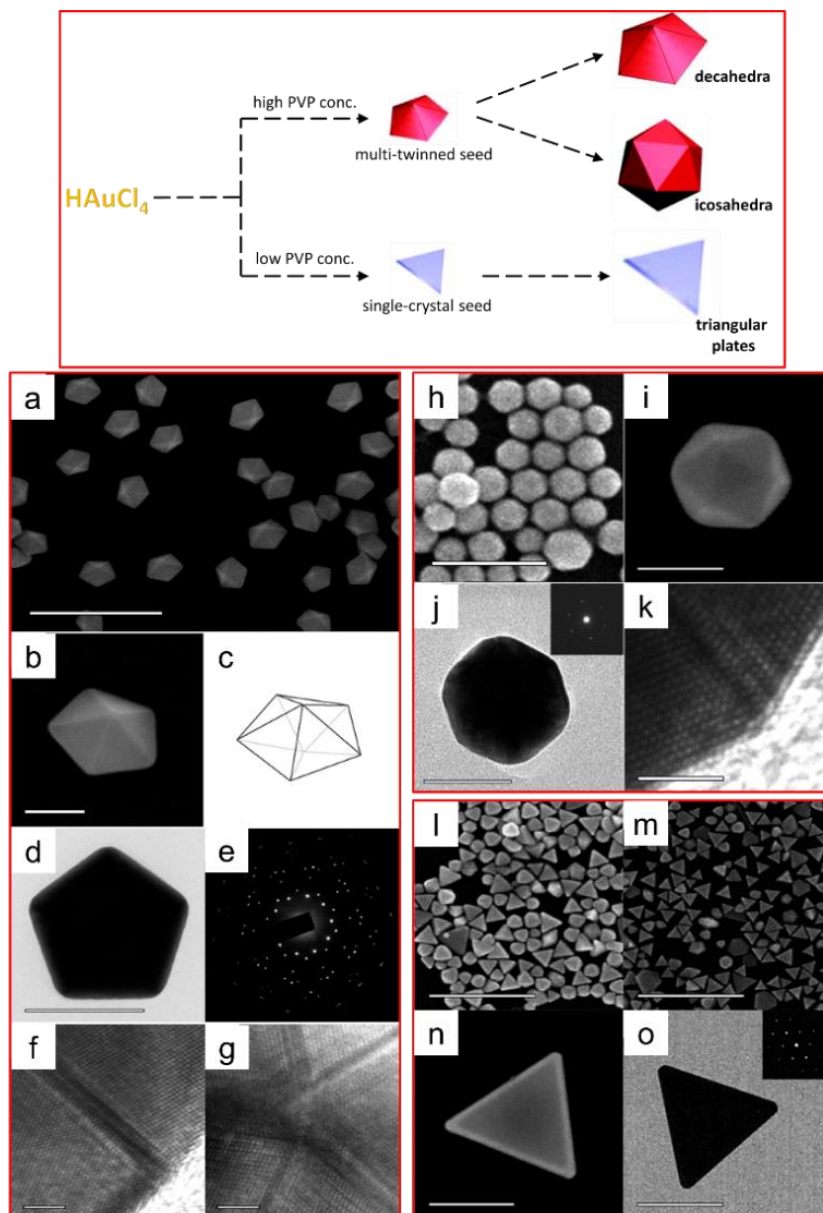 decahedra
high PVP conc.
multi-twinned seed
HAuCl₄
icosahedra
low PVP conc.
single-crystal seed
triangular
plates
a
h
i
j
k
b
c
d
e
l
m
f
g
n
o